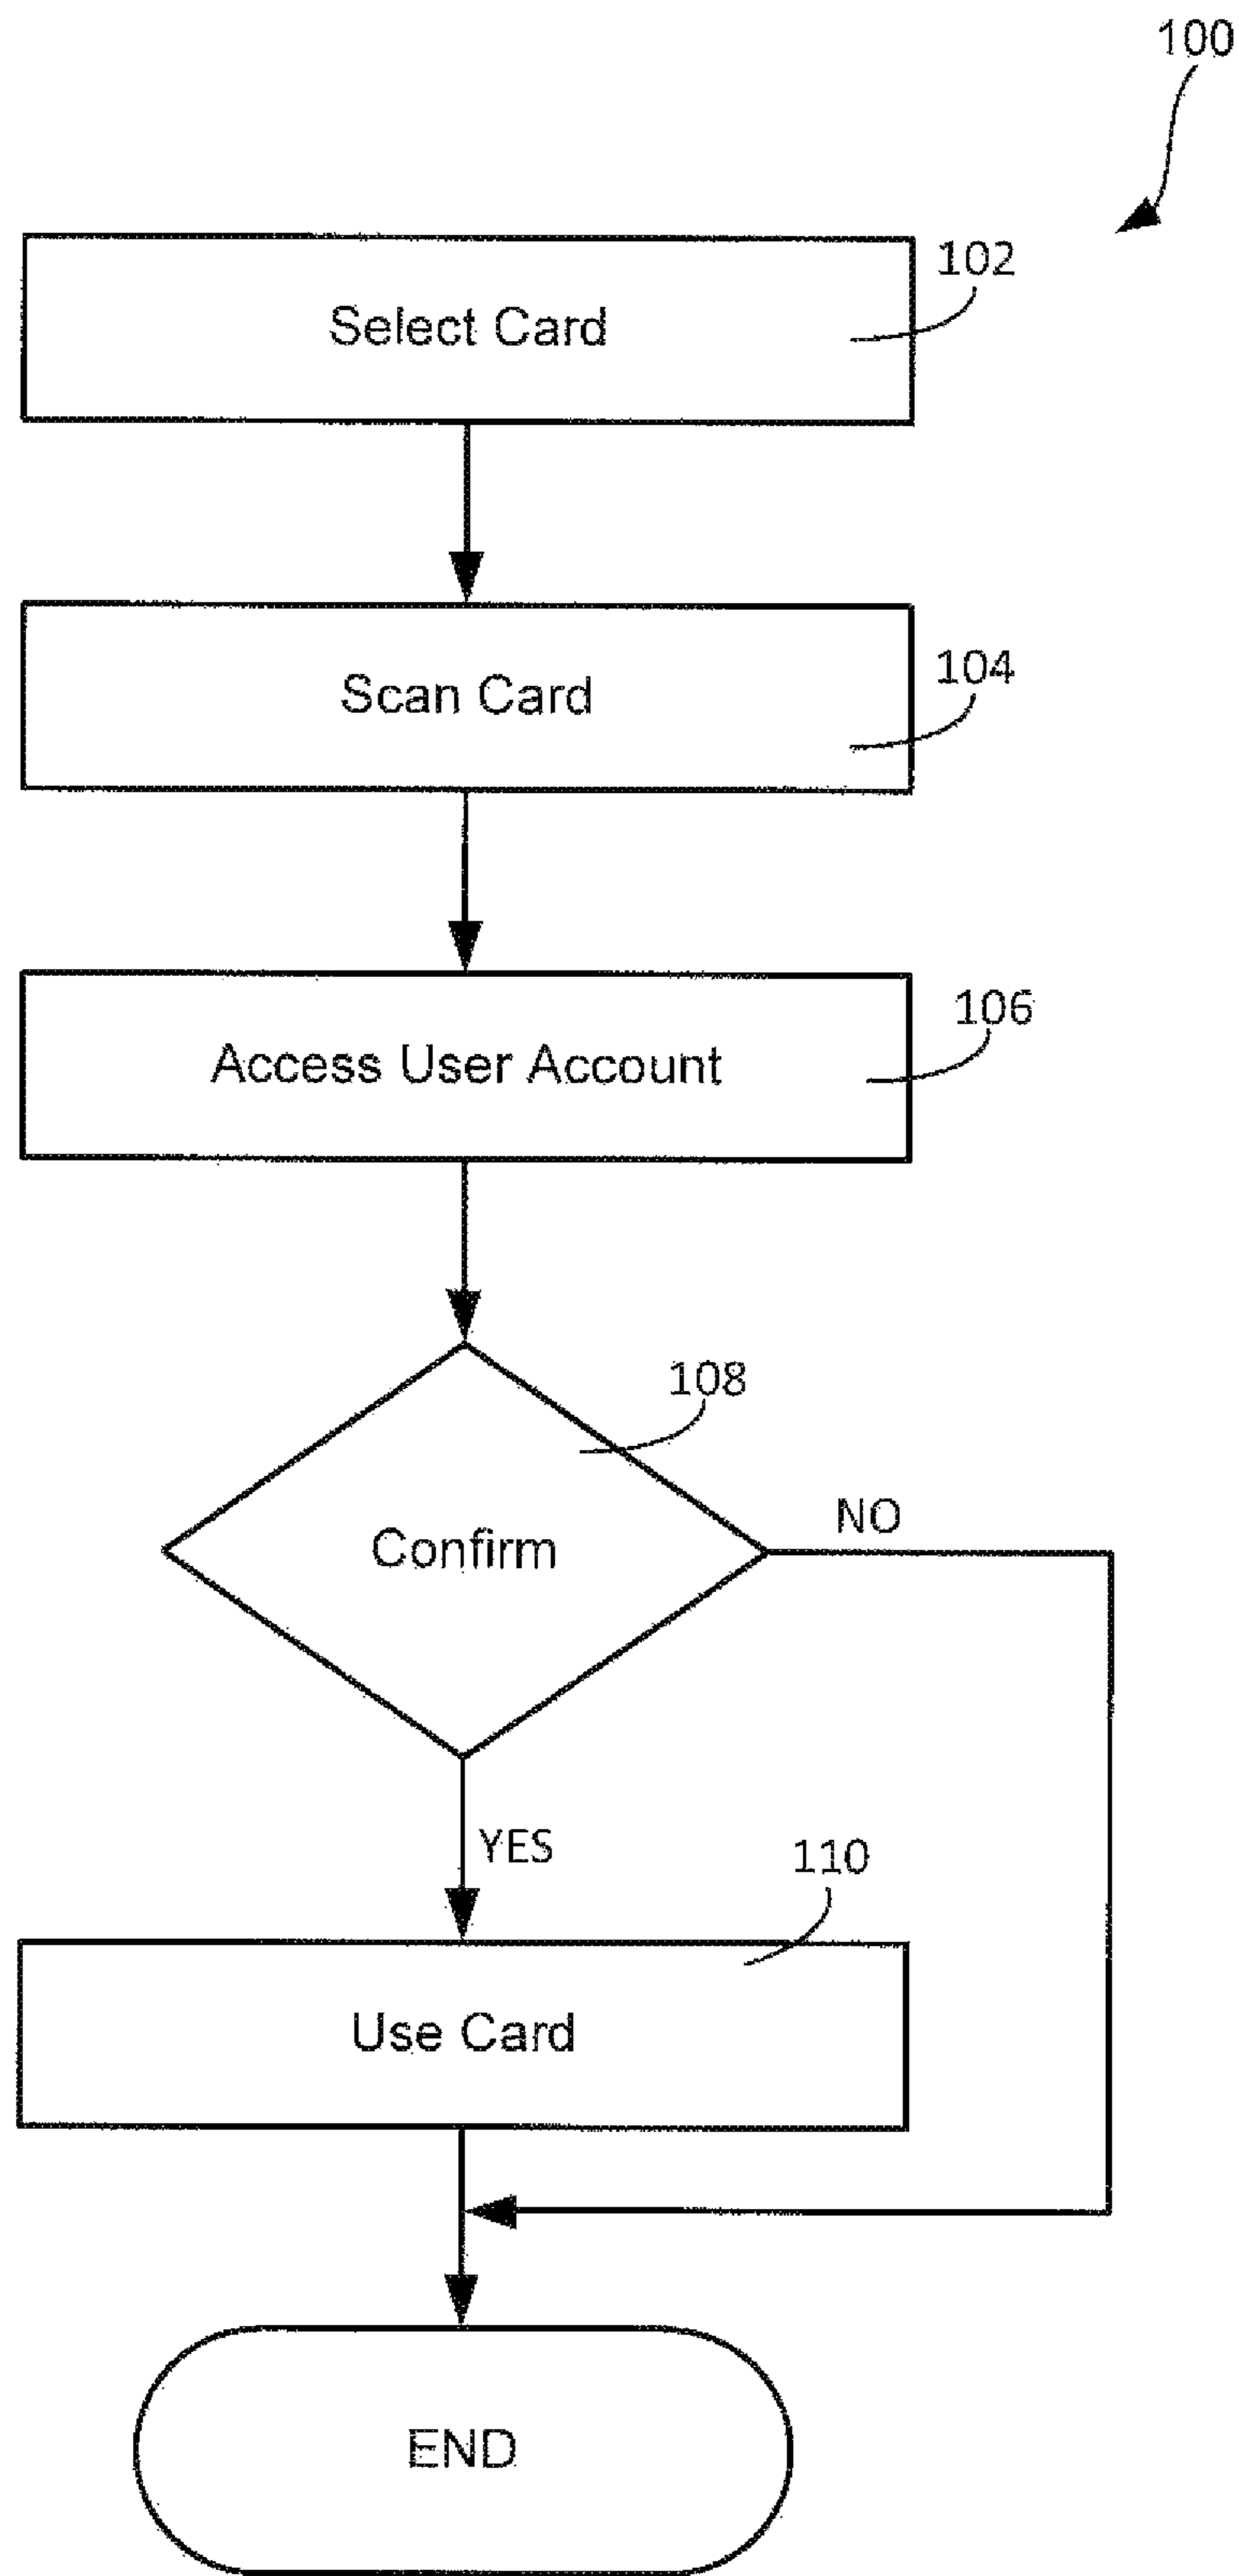 100
102
Select Card
104
Scan Card
106
Access User Account
108
NO
Confirm
YES
110
Use Card
END